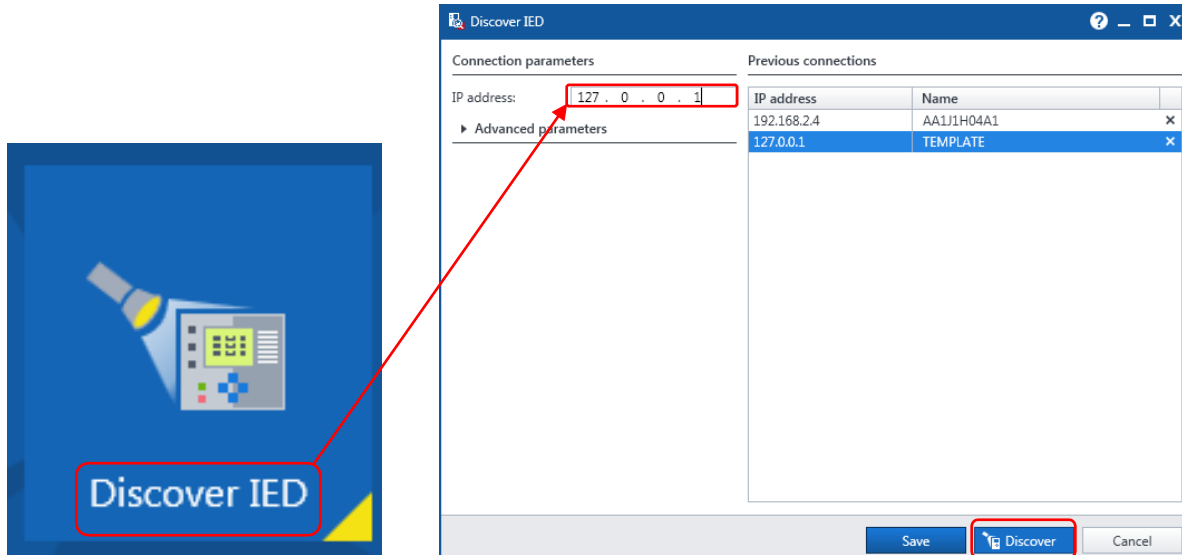 Discover IED
Discover IED
Connection parameters
IP address: 127 . 0 . 0 . 1
Advanced parameters
Previous connections
IP address Name
192.168.2.4 AA1J1H04A1
127.0.0.1 TEMPLATE
Save Discover Cancel